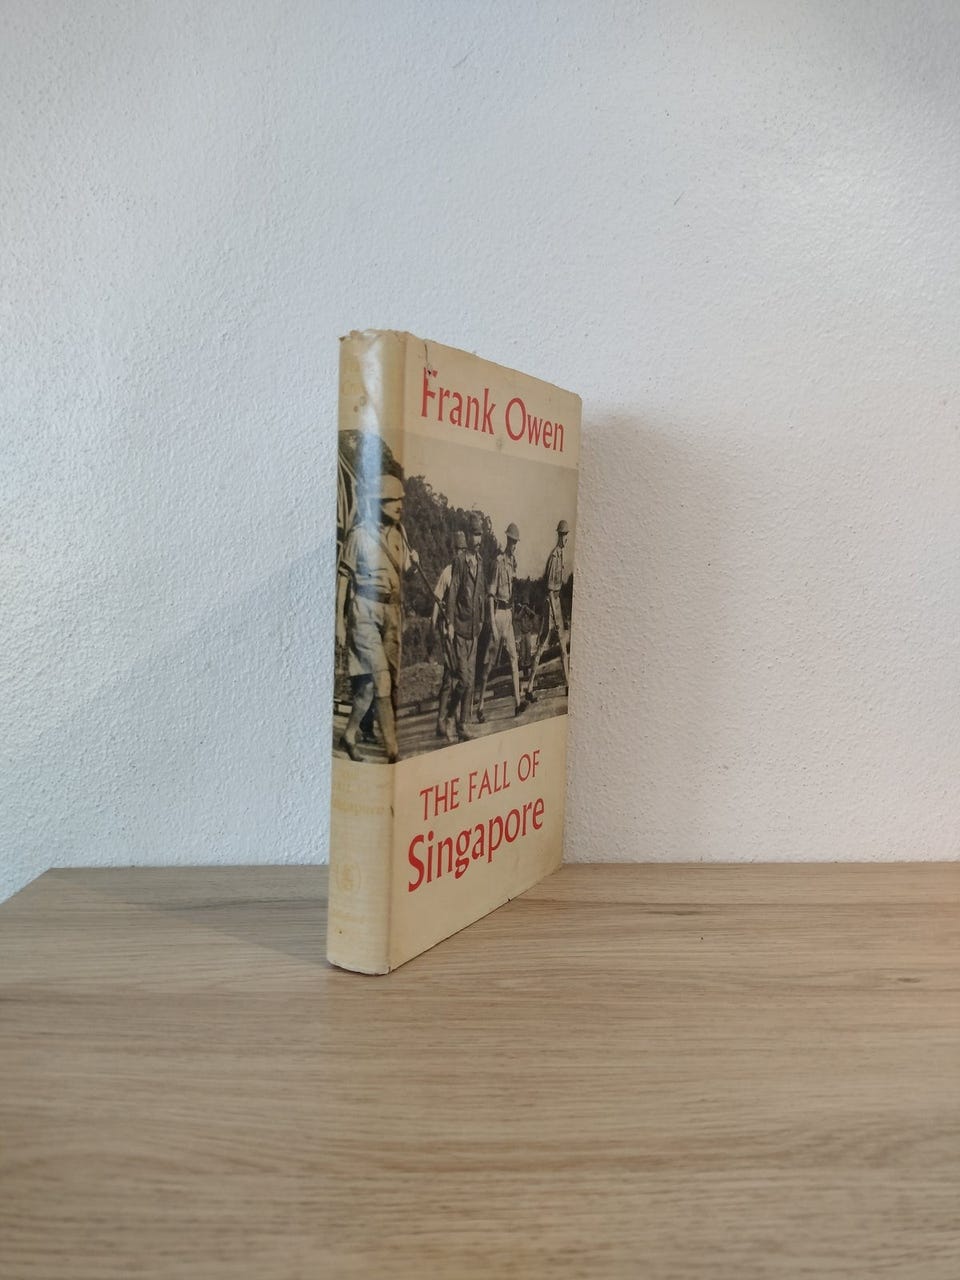 Frank Owen
THE FALL OF
Singapore